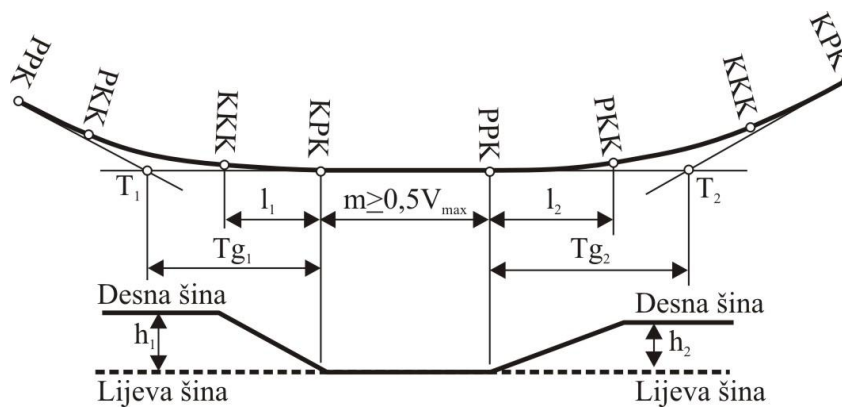 PPK
PKK
KKK
KPK
PPK
PKK
KKK
KPK
T₁
T₂
l₁
m≥0,5Vₘₐₓ
l₂
Tg₁
Tg₂
Desna šina
Desna šina
h₁
h₂
Lijeva šina
Lijeva šina